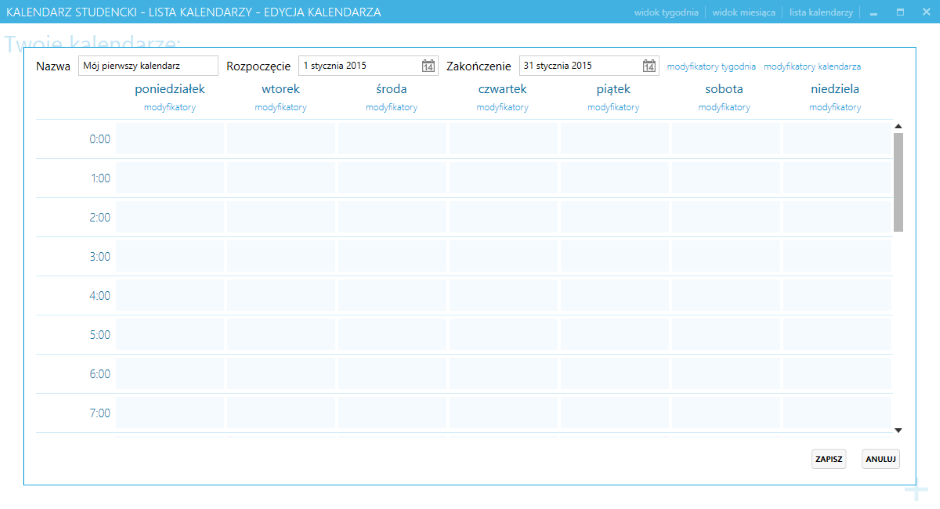 KALENDARZ STUDENCKI - LISTA KALENDARZY - EDYCJA KALENDARZA widok tygodnia widok miesiąca lista kalendarzy
Twoje kalendarze:
Nazwa Mój pierwszy kalendarz Rozpoczęcie 1 stycznia 2015 14 Zakończenie 31 stycznia 2015 14 modyfikatory tygodnia modyfikatory kalendarza
poniedziałek wtorek środa czwartek piątek sobota niedziela
modyfikatory modyfikatory modyfikatory modyfikatory modyfikatory modyfikatory modyfikatory
0:00
1:00
2:00
3:00
4:00
5:00
6:00
7:00
ZAPISZ ANULUJ